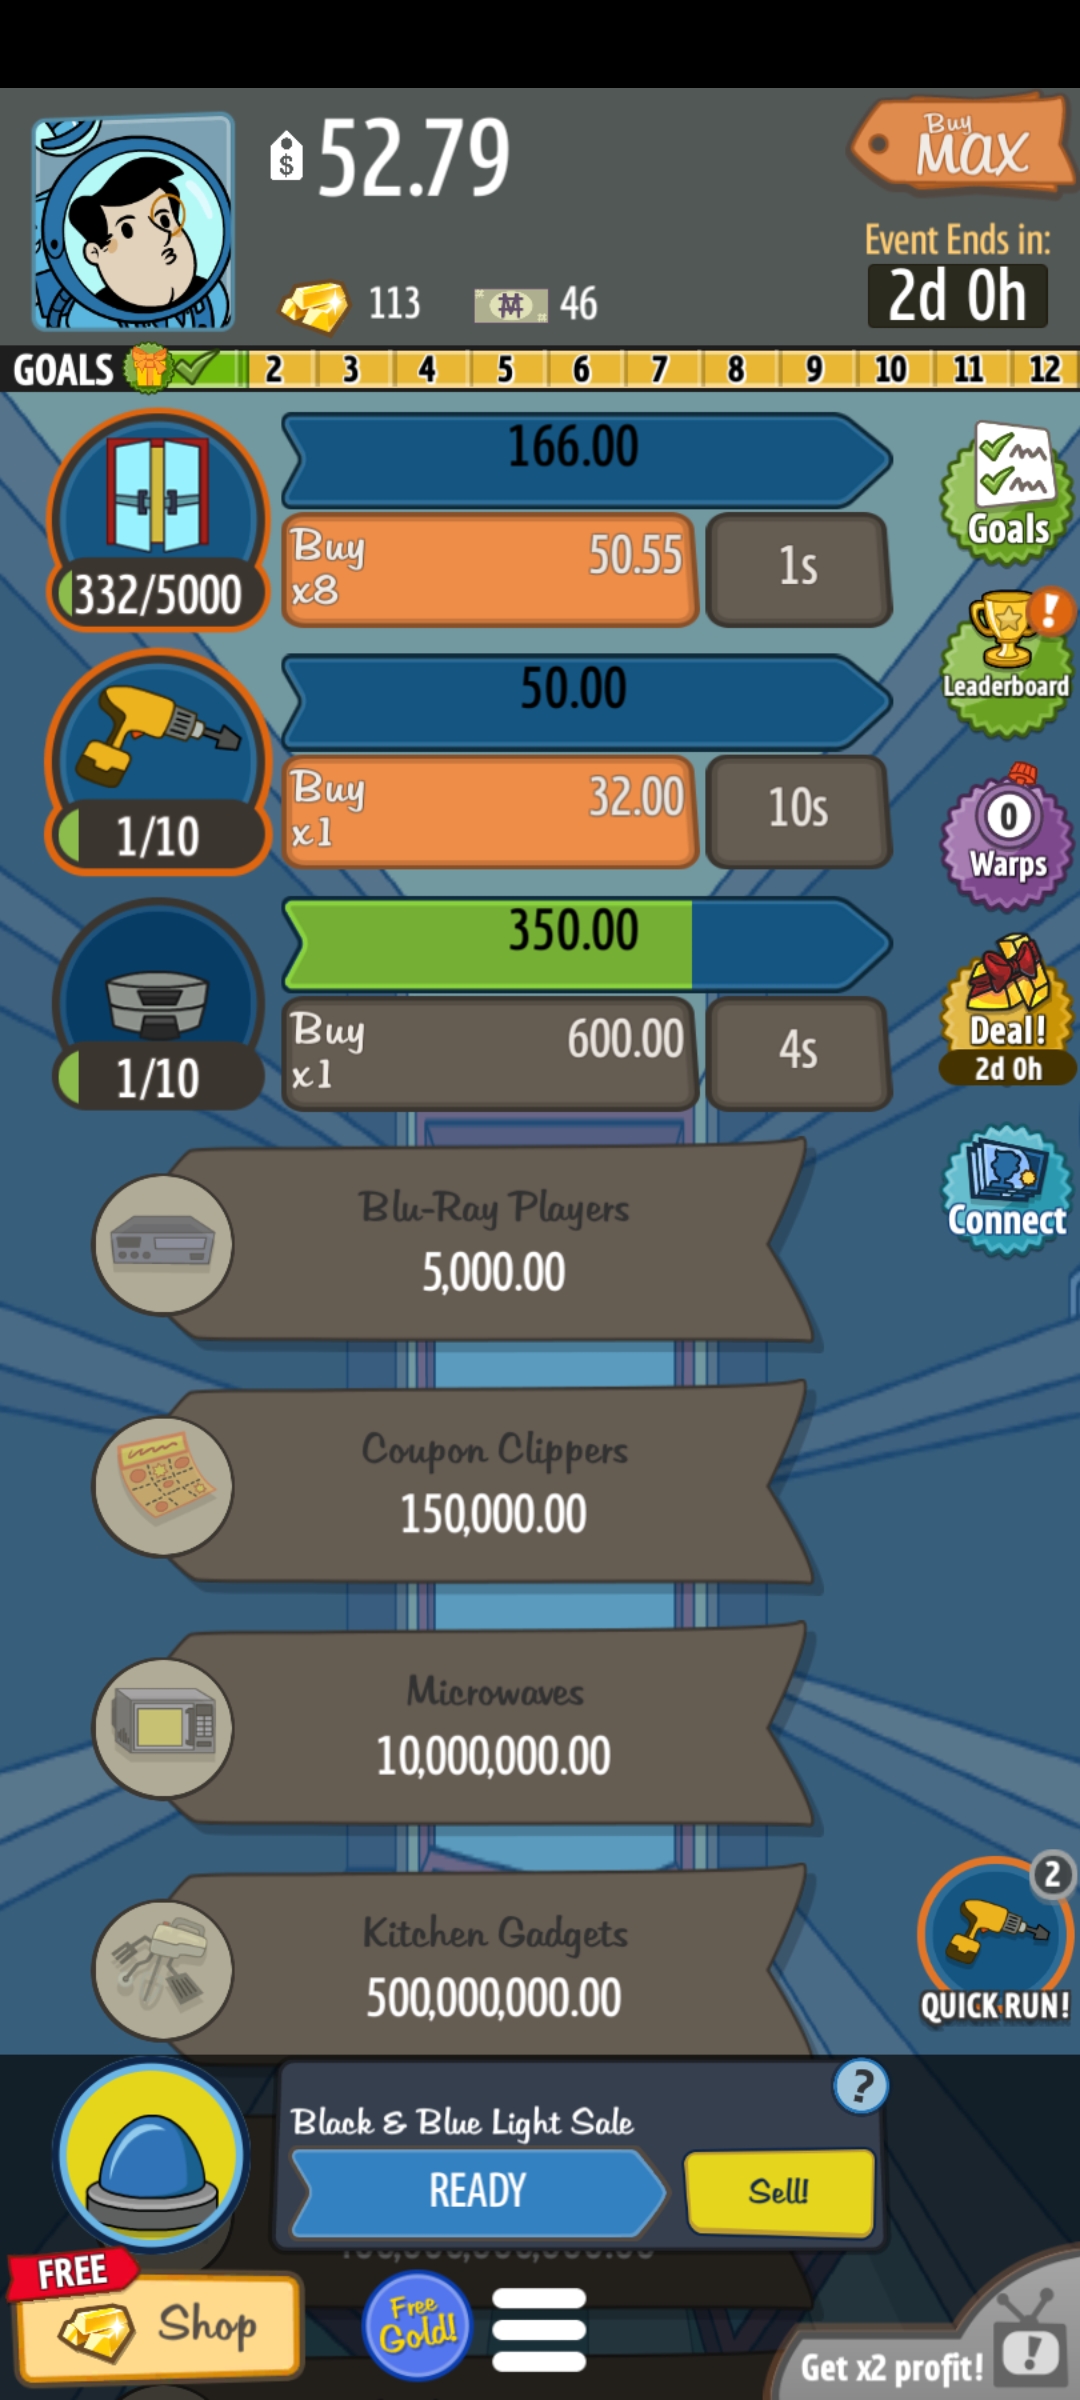 $ 52.79
Buy
MAX
Event Ends in:
2d 0h
113
46
GOALS 2 3 4 5 6 7 8 9 10 11 12
166.00
Buy
x8
50.55
1s
332/5000
Goals
Leaderboard
50.00
Buy
x1
32.00
10s
1/10
0
Warps
350.00
Buy
x1
600.00
4s
1/10
Deal!
2d 0h
Blu-Ray Players
5,000.00
Connect
Coupon Clippers
150,000.00
Microwaves
10,000,000.00
Kitchen Gadgets
500,000,000.00
2
QUICK RUN!
?
Black & Blue Light Sale
READY
Sell!
FREE
Shop
Free
Gold!
Get x2 profit!